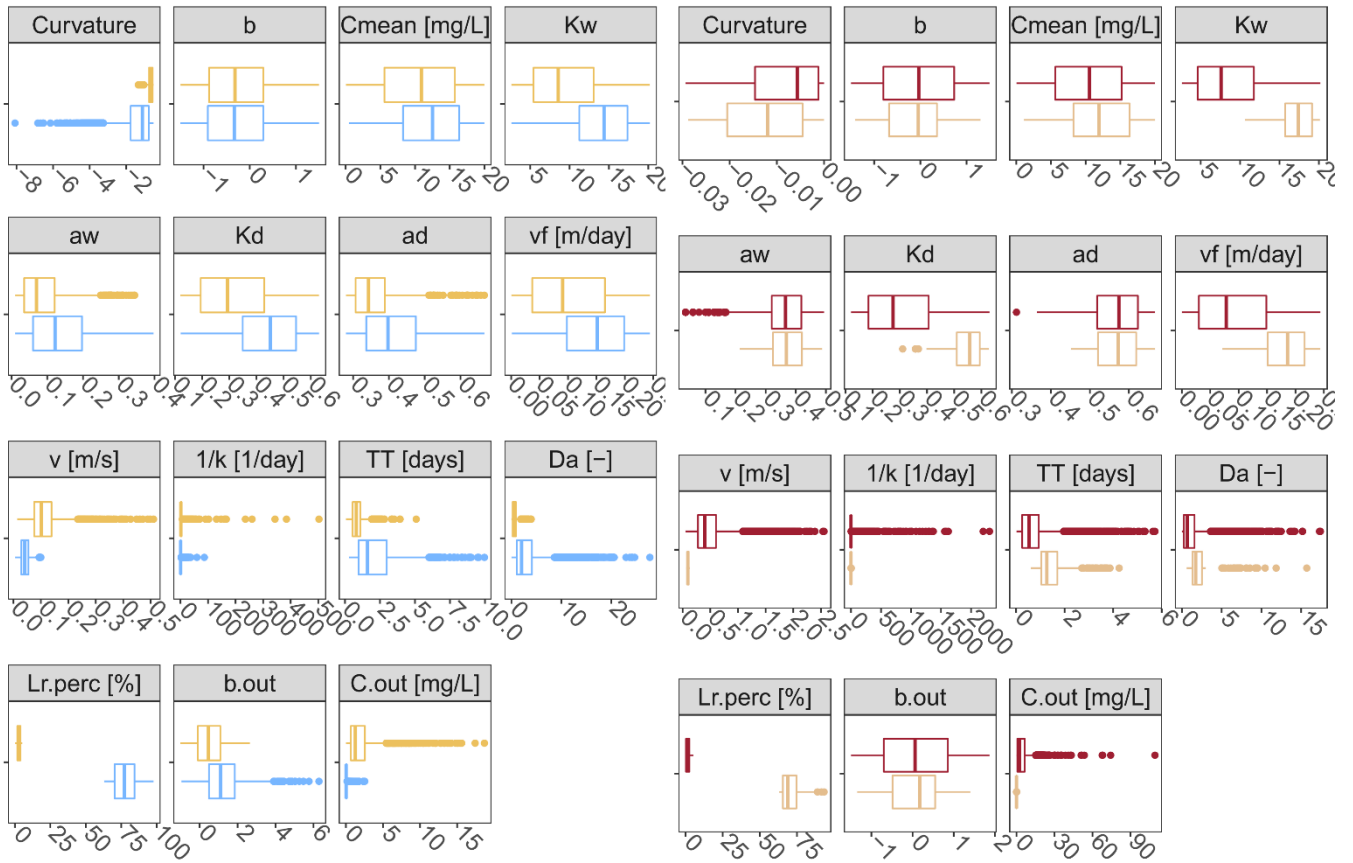 Curvature b Cmean [mg/L] Kw
-8 -6 -4 -2 -1 0 1 0 5 10 15 20 5 10 15 20
aw Kd ad vf [m/day]
0.0 0.1 0.2 0.3 0.4 0.1 0.2 0.3 0.4 0.5 0.6 0.3 0.4 0.5 0.6 0.00 0.05 0.10 0.15 0.20
v [m/s] 1/k [1/day] TT [days] Da [−]
0.0 0.1 0.2 0.3 0.4 0.5 0 100 200 300 400 500 0.0 2.5 5.0 7.5 10.0 0 10 20
Lr.perc [%] b.out C.out [mg/L]
0 25 50 75 100 0 2 4 6 0 5 10 15
Curvature b Cmean [mg/L] Kw
-0.03 -0.02 -0.01 0.00 -1 0 1 0 5 10 15 20 5 10 15 20
aw Kd ad vf [m/day]
0.1 0.2 0.3 0.4 0.5 0.1 0.2 0.3 0.4 0.5 0.6 0.3 0.4 0.5 0.6 0.00 0.05 0.10 0.15 0.20
v [m/s] 1/k [1/day] TT [days] Da [−]
0.0 0.5 1.0 1.5 2.0 2.5 0 500 1000 1500 2000 0 2 4 6 0 5 10 15
Lr.perc [%] b.out C.out [mg/L]
0 25 50 75 -1 0 1 2 0 30 60 90